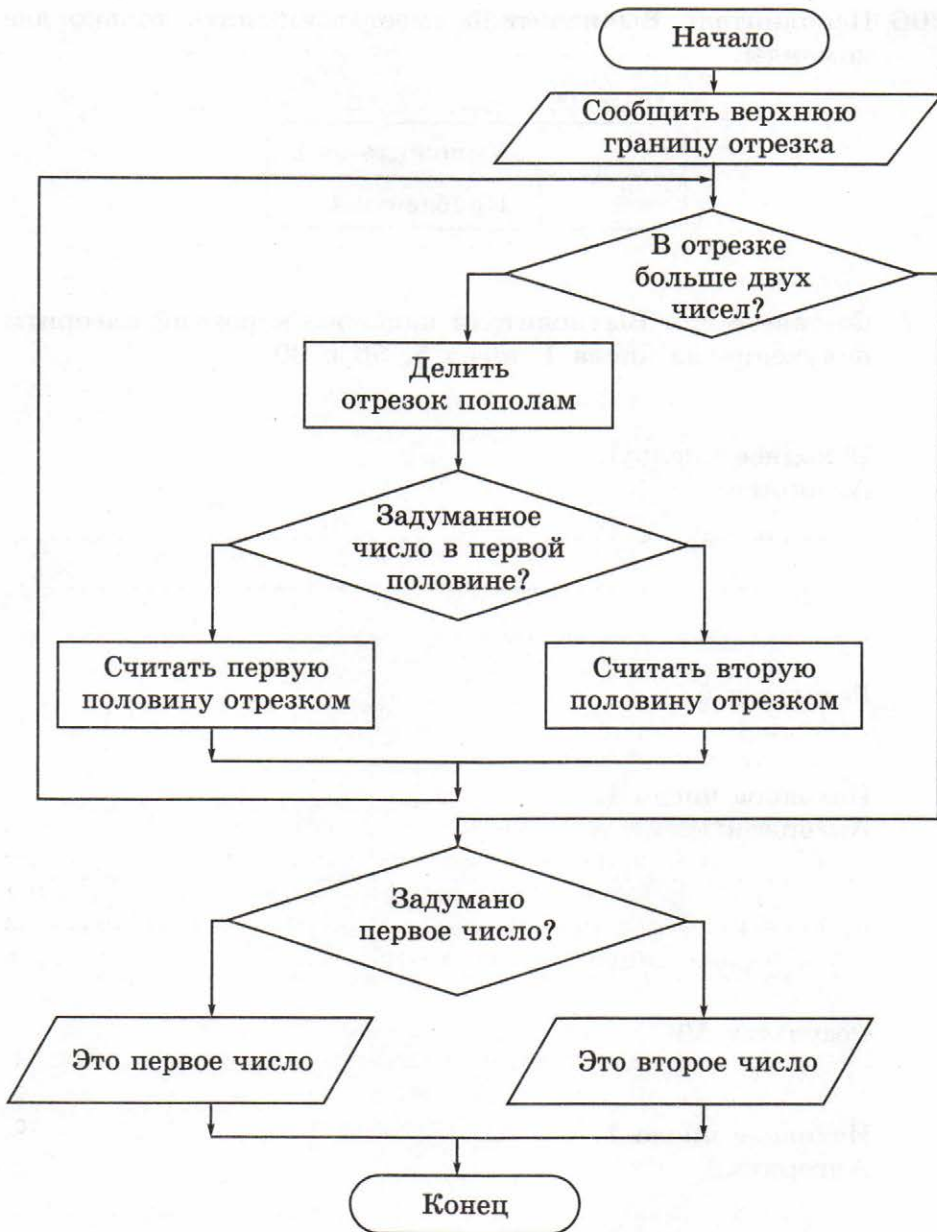 Начало
Сообщить верхнюю
границу отрезка
В отрезке
больше двух
чисел?
Делить
отрезок пополам
Задуманное
число в первой
половине?
Считать первую
половину отрезком
Считать вторую
половину отрезком
Задумано
первое число?
Это первое число
Это второе число
Конец